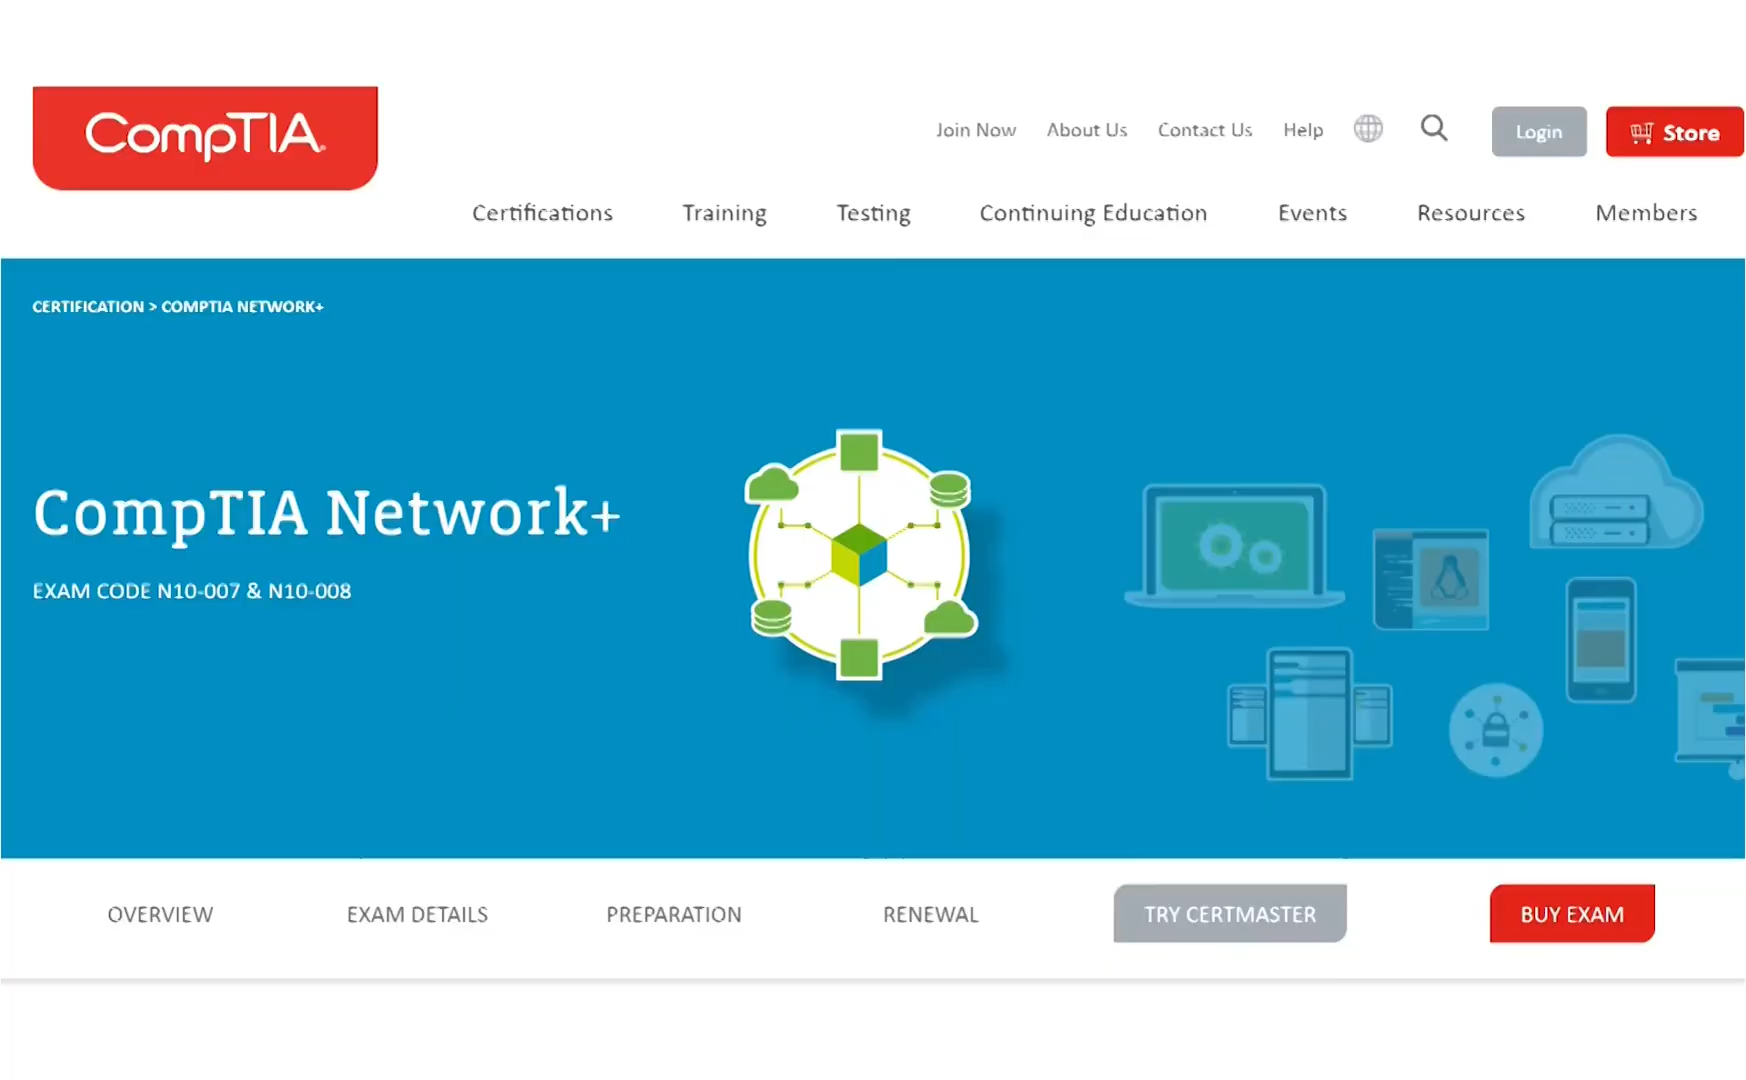 CompTIA.
Join Now About Us Contact Us Help Login Store
Certifications Training Testing Continuing Education Events Resources Members
CERTIFICATION > COMPTIA NETWORK+
CompTIA Network+
EXAM CODE N10-007 & N10-008
OVERVIEW EXAM DETAILS PREPARATION RENEWAL TRY CERTMASTER BUY EXAM